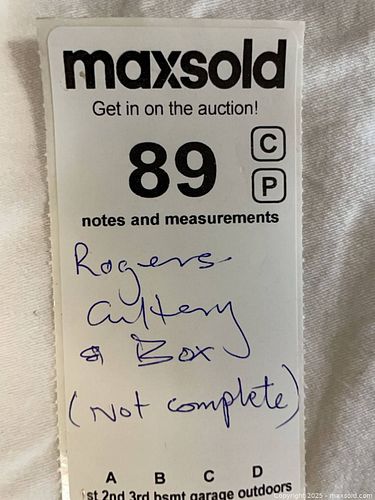 maxsold
Get in on the auction!
89 C
P
notes and measurements
Rogers
Cutlery
& Box
(Not complete)
A B C D
1st 2nd 3rd bsmt garage outdoors
Copyright 2025 - maxsold.com